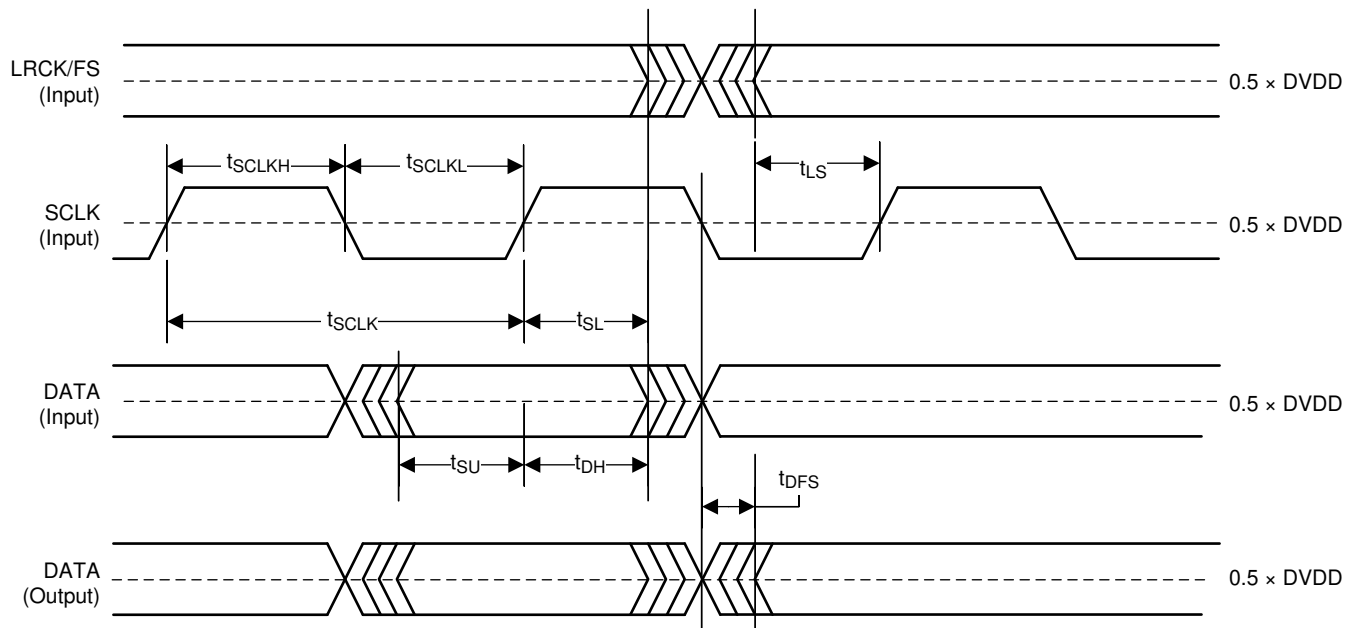 LRCK/FS
(Input)
0.5 × DVDD
tSCLKH
tSCLKL
tLS
SCLK
(Input)
0.5 × DVDD
tSCLK
tSL
DATA
(Input)
0.5 × DVDD
tSU
tDH
tDFS
DATA
(Output)
0.5 × DVDD